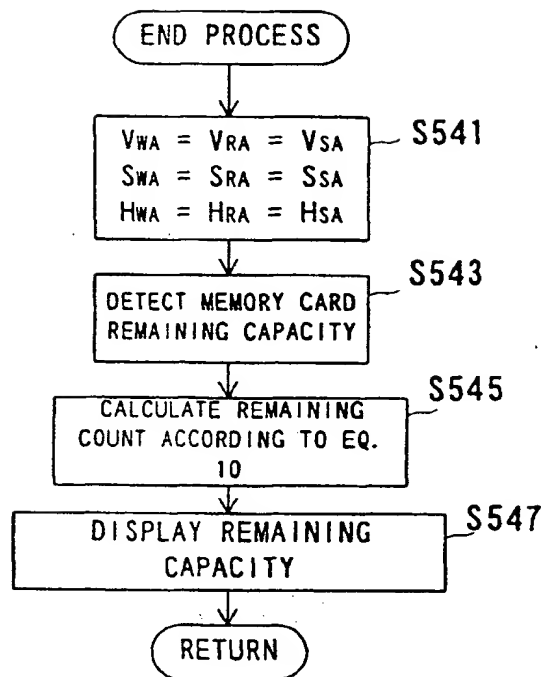 END PROCESS
VWA = VRA = VSA
SWA = SRA = SSA
HWA = HRA = HSA
S541
DETECT MEMORY CARD
REMAINING CAPACITY
S543
CALCULATE REMAINING
COUNT ACCORDING TO EQ.
10
S545
DISPLAY REMAINING
CAPACITY
S547
RETURN